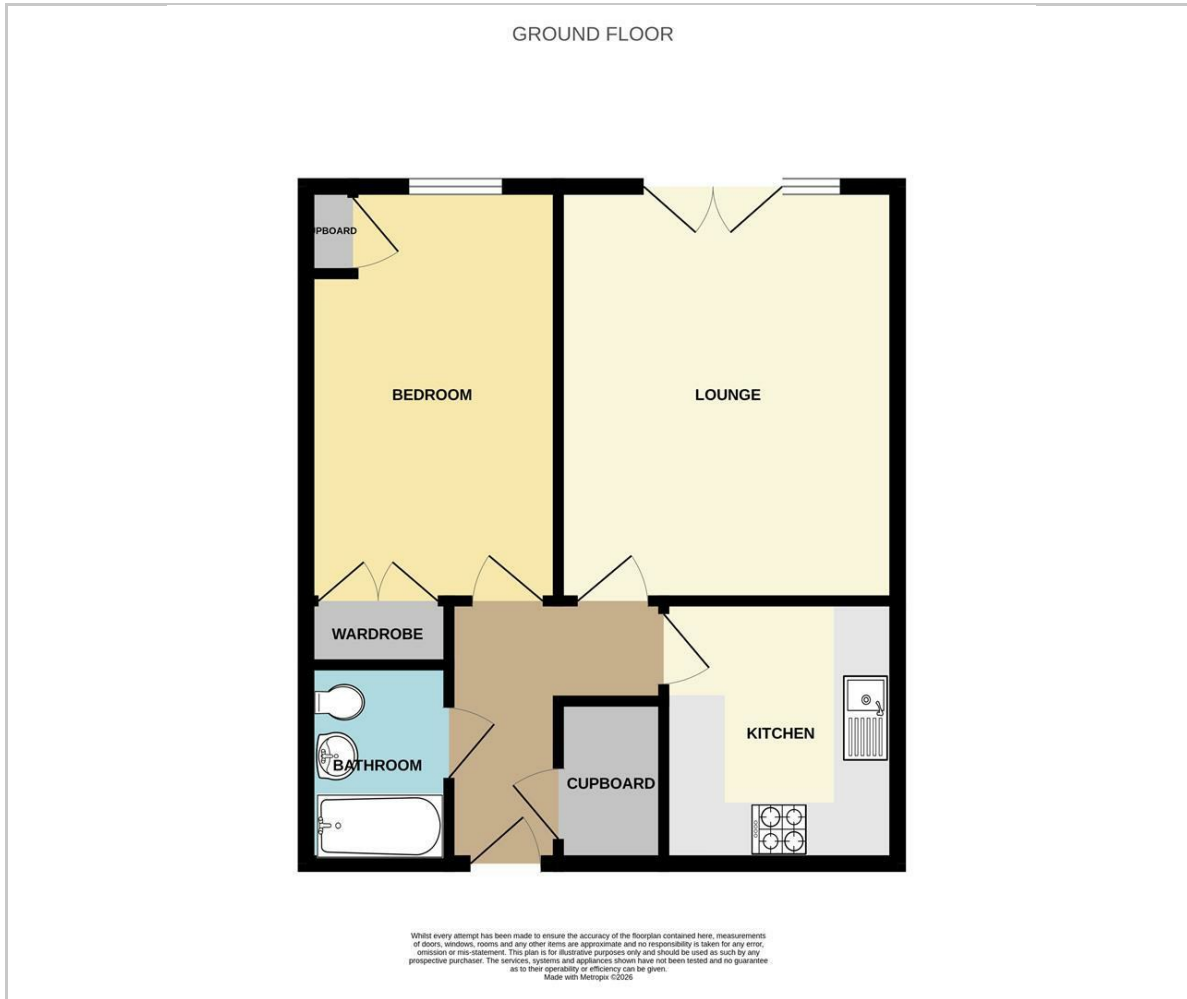 GROUND FLOOR
UPBOARD
BEDROOM
LOUNGE
WARDROBE
KITCHEN
BATHROOM
CUPBOARD
Whilst every attempt has been made to ensure the accuracy of the floorplan contained here, measurements
of doors, windows, rooms and any other items are approximate and no responsibility is taken for any error,
omission or mis-statement. This plan is for illustrative purposes only and should be used as such by any
prospective purchaser. The services, systems and appliances shown have not been tested and no guarantee
as to their operability or efficiency can be given.
Made with Metropix ©2026